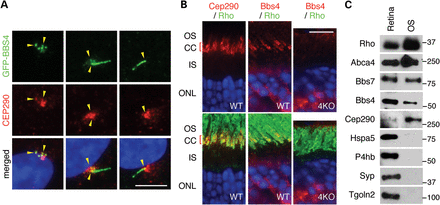 A
GFP-BBS4
CEP290
merged
B
Cep290 Bbs4 Bbs4
/ Rho / Rho / Rho
OS
CC
IS
ONL
WT WT 4KO
OS
CC
IS
ONL
WT WT 4KO
C
Retina OS
Rho 37
Abca4 250
Bbs7 75
Bbs4 50
Cep290 250
Hspa5 75
P4hb 50
Syp 37
Tgoln2 100